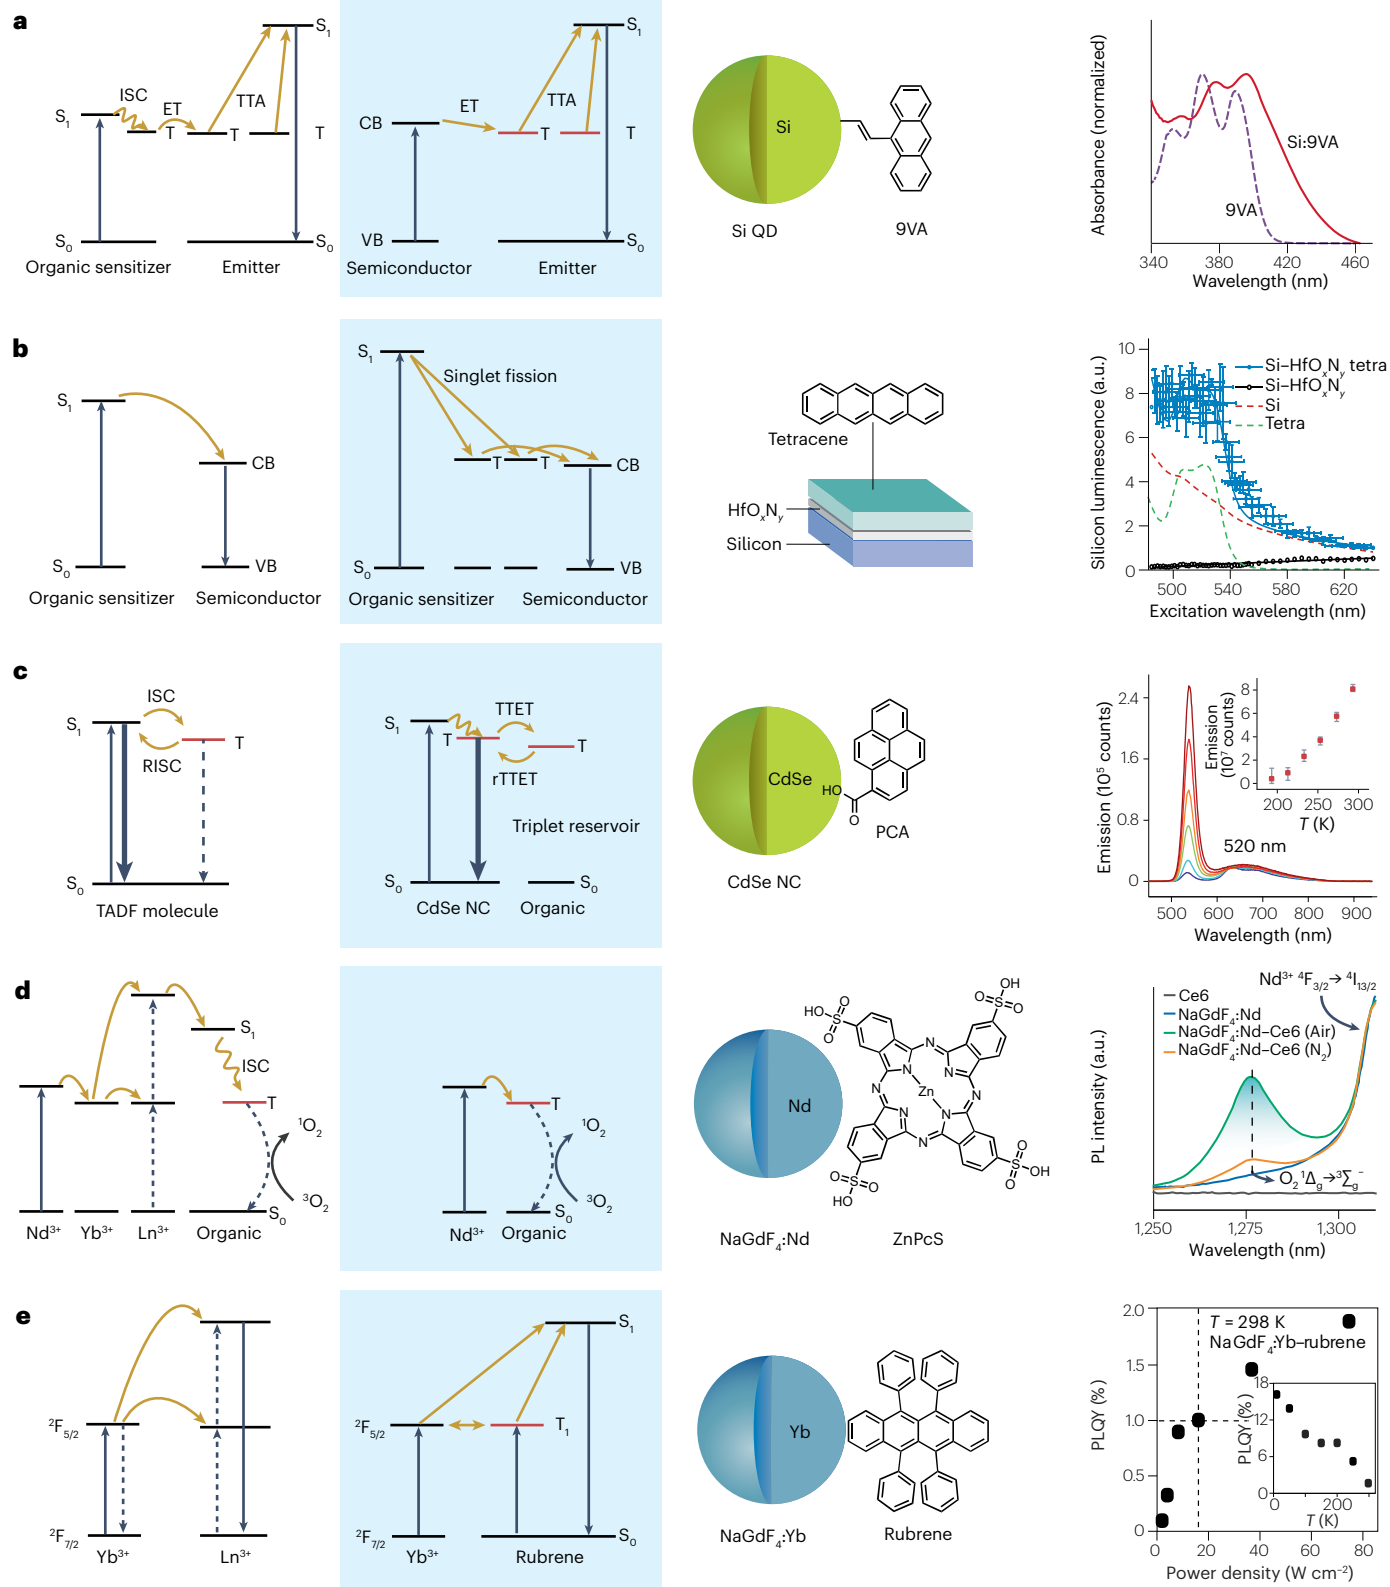 a
S₁
ISC
ET
T
TTA
T
T
S₁
S₀
S₀
Organic sensitizer
Emitter
CB
ET
TTA
T
T
S₁
VB
S₀
Semiconductor
Emitter
Si
Si QD
9VA
Absorbance (normalized)
Si:9VA
9VA
340
380
420
460
Wavelength (nm)
b
S₁
CB
S₀
VB
Organic sensitizer
Semiconductor
S₁
Singlet fission
T
T
CB
S₀
VB
Organic sensitizer
Semiconductor
Tetracene
HfOₓNᵧ
Silicon
Silicon luminescence (a.u.)
10
8
6
4
2
0
Si–HfOₓNᵧ tetra
Si–HfOₓNᵧ
Si
Tetra
500
540
580
620
Excitation wavelength (nm)
c
ISC
S₁
T
RISC
S₀
TADF molecule
S₁
TTET
T
T
rTTET
Triplet reservoir
S₀
S₀
CdSe NC
Organic
CdSe
HO
O
PCA
CdSe NC
Emission (10⁵ counts)
2.4
1.6
0.8
0
Emission
(10⁷ counts)
8
6
4
2
0
200
250
300
T (K)
520 nm
500
600
700
800
900
Wavelength (nm)
d
S₁
ISC
T
¹O₂
³O₂
S₀
Nd³⁺
Yb³⁺
Ln³⁺
Organic
T
¹O₂
³O₂
S₀
Nd³⁺
Organic
Nd
OH
O
S
O
HO
O
S
O
N
N
N
N
Zn
N
N
N
N
O
S
O
OH
O
S
O
HO
NaGdF₄:Nd
ZnPcS
PL intensity (a.u.)
Nd³⁺ ⁴F₃/₂→ ⁴I₁₃/₂
Ce6
NaGdF₄:Nd
NaGdF₄:Nd–Ce6 (Air)
NaGdF₄:Nd–Ce6 (N₂)
O₂ ¹Δg→³Σg⁻
1,250
1,275
1,300
Wavelength (nm)
e
²F₅/₂
²F₇/₂
Yb³⁺
Ln³⁺
S₁
²F₅/₂
T₁
²F₇/₂
S₀
Yb³⁺
Rubrene
Yb
NaGdF₄:Yb
Rubrene
PLQY (%)
2.0
1.5
1.0
0.5
0
T = 298 K
NaGdF₄:Yb–rubrene
PLQY (%)
18
12
6
0
0
200
T (K)
0
20
40
60
80
Power density (W cm⁻²)